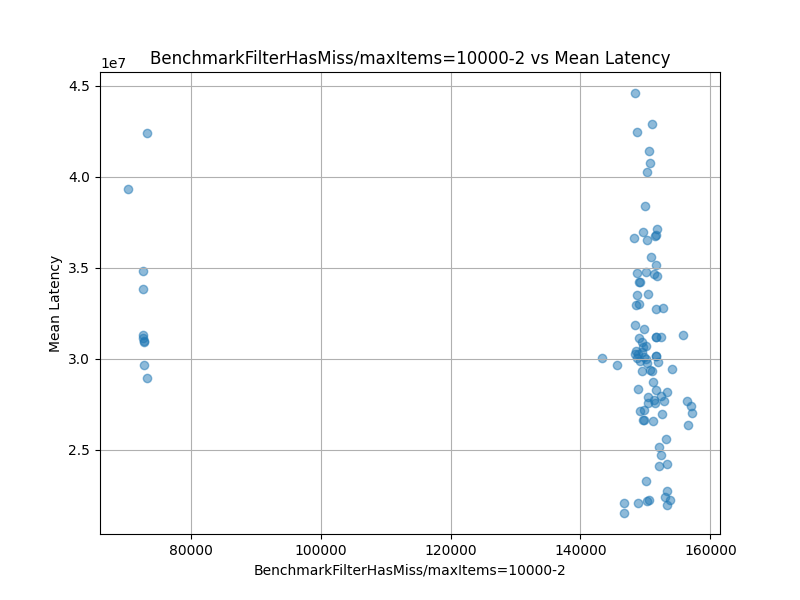 BenchmarkFilterHasMiss/maxItems=10000-2 vs Mean Latency
1e7
4.5
4.0
3.5
3.0
2.5
Mean Latency
80000 100000 120000 140000 160000
BenchmarkFilterHasMiss/maxItems=10000-2